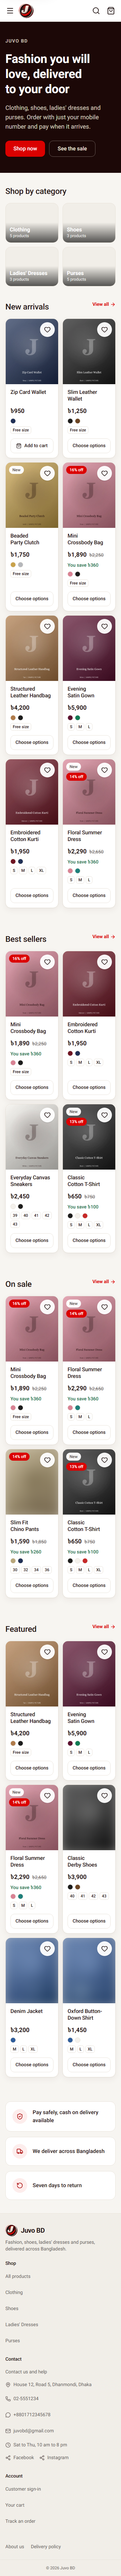 JUVO BD
Fashion you will
love, delivered
to your door
Clothing, shoes, ladies' dresses and
purses. Order with just your mobile
number and pay when it arrives.
Shop now
See the sale
Shop by category
Clothing
5 products
Shoes
Ladies' Dresses
Purses
New arrivals
View all →
Zip Card Wallet
৳950
Free size
Add to cart
Slim Leather
Wallet
৳1,250
Free size
Choose options
New
Beaded
Party Clutch
৳1,750
Free size
Choose options
16% off
Mini
Crossbody Bag
৳1,890 ৳2,250
You save ৳360
Free size
Choose options
Structured
Leather Handbag
৳4,200
Free size
Choose options
Evening
Satin Gown
৳5,900
S M L
Choose options
Embroidered
Cotton Kurti
৳1,950
S M L XL
Choose options
New
14% off
Floral Summer
Dress
৳2,290 ৳2,650
You save ৳360
S M L
Choose options
Best sellers
View all →
16% off
Mini
Crossbody Bag
৳1,890 ৳2,250
You save ৳360
Free size
Choose options
Embroidered
Cotton Kurti
৳1,950
S M L XL
Choose options
Everyday Canvas
Sneakers
৳2,450
39 40 41 42
43
Choose options
New
13% off
Classic
Cotton T-Shirt
৳650 ৳750
You save ৳100
S M L XL
Choose options
On sale
View all →
16% off
Mini
Crossbody Bag
৳1,890 ৳2,250
You save ৳360
Free size
Choose options
New
14% off
Floral Summer
Dress
৳2,290 ৳2,650
You save ৳360
S M L
Choose options
14% off
Slim Fit
Chino Pants
৳1,590 ৳1,850
You save ৳260
30 32 34 36
Choose options
New
13% off
Classic
Cotton T-Shirt
৳650 ৳750
You save ৳100
S M L XL
Choose options
Featured
View all →
Structured
Leather Handbag
৳4,200
Free size
Choose options
Evening
Satin Gown
৳5,900
S M L
Choose options
New
14% off
Floral Summer
Dress
৳2,290 ৳2,650
You save ৳360
S M L
Choose options
Classic
Derby Shoes
৳3,900
40 41 42 43
Choose options
Denim Jacket
৳3,200
M L XL
Choose options
Oxford Button-
Down Shirt
৳1,450
M L XL
Choose options
Pay safely, cash on delivery
available
We deliver across Bangladesh
Seven days to return
Juvo BD
Fashion, shoes, ladies' dresses and purses,
delivered across Bangladesh.
Shop
All products
Clothing
Shoes
Ladies' Dresses
Purses
Contact
Contact us and help
House 12, Road 5, Dhanmondi, Dhaka
02-5551234
+8801712345678
juvobd@gmail.com
Sat to Thu, 10 am to 8 pm
Facebook Instagram
Account
Customer sign-in
Your cart
Track an order
About us Delivery policy
© 2026 Juvo BD